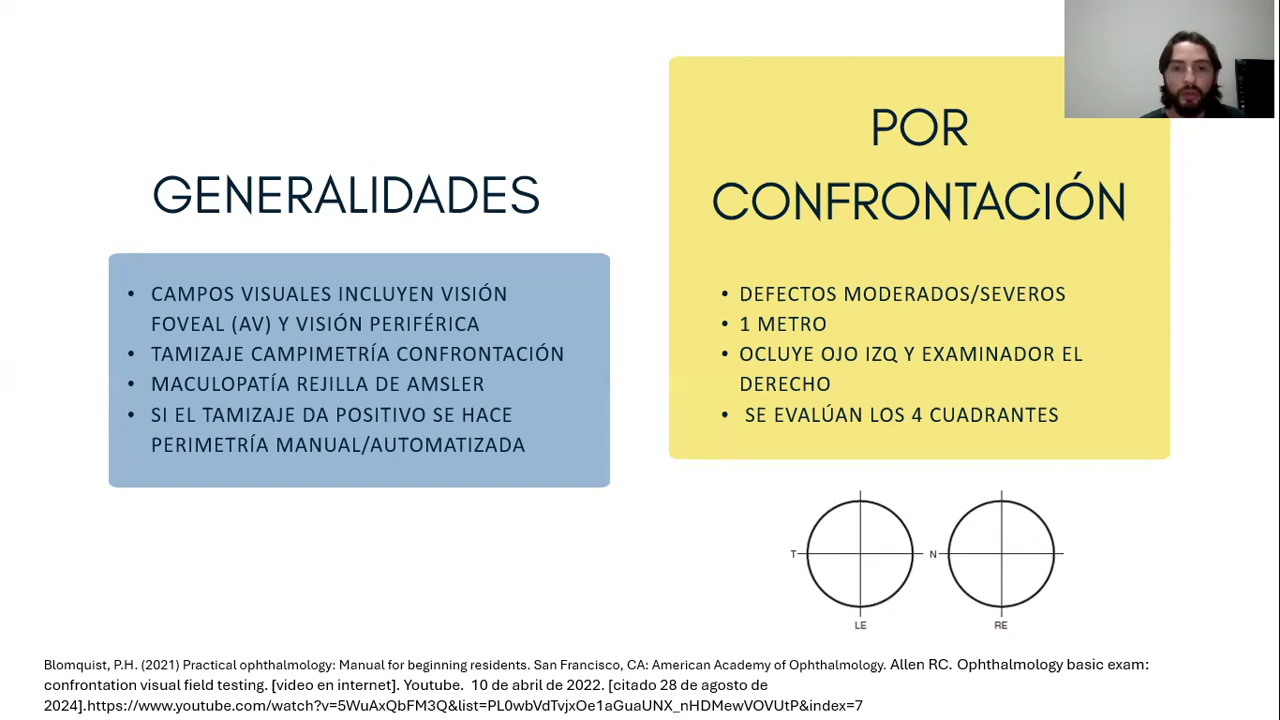 GENERALIDADES
• CAMPOS VISUALES INCLUYEN VISIÓN
FOVEAL (AV) Y VISIÓN PERIFÉRICA
• TAMIZAJE CAMPIMETRÍA CONFRONTACIÓN
• MACULOPATÍA REJILLA DE AMSLER
• SI EL TAMIZAJE DA POSITIVO SE HACE
PERIMETRÍA MANUAL/AUTOMATIZADA
POR
CONFRONTACIÓN
• DEFECTOS MODERADOS/SEVEROS
• 1 METRO
• OCLUYE OJO IZQ Y EXAMINADOR EL
DERECHO
• SE EVALÚAN LOS 4 CUADRANTES
T N
LE RE
Blomquist, P.H. (2021) Practical ophthalmology: Manual for beginning residents. San Francisco, CA: American Academy of Ophthalmology. Allen RC. Ophthalmology basic exam:
confrontation visual field testing. [video en internet]. Youtube. 10 de abril de 2022. [citado 28 de agosto de
2024].https://www.youtube.com/watch?v=5WuAxQbFM3Q&list=PL0wbVdTvjxOe1aGuaUNX_nHDMewVOVUtP&index=7